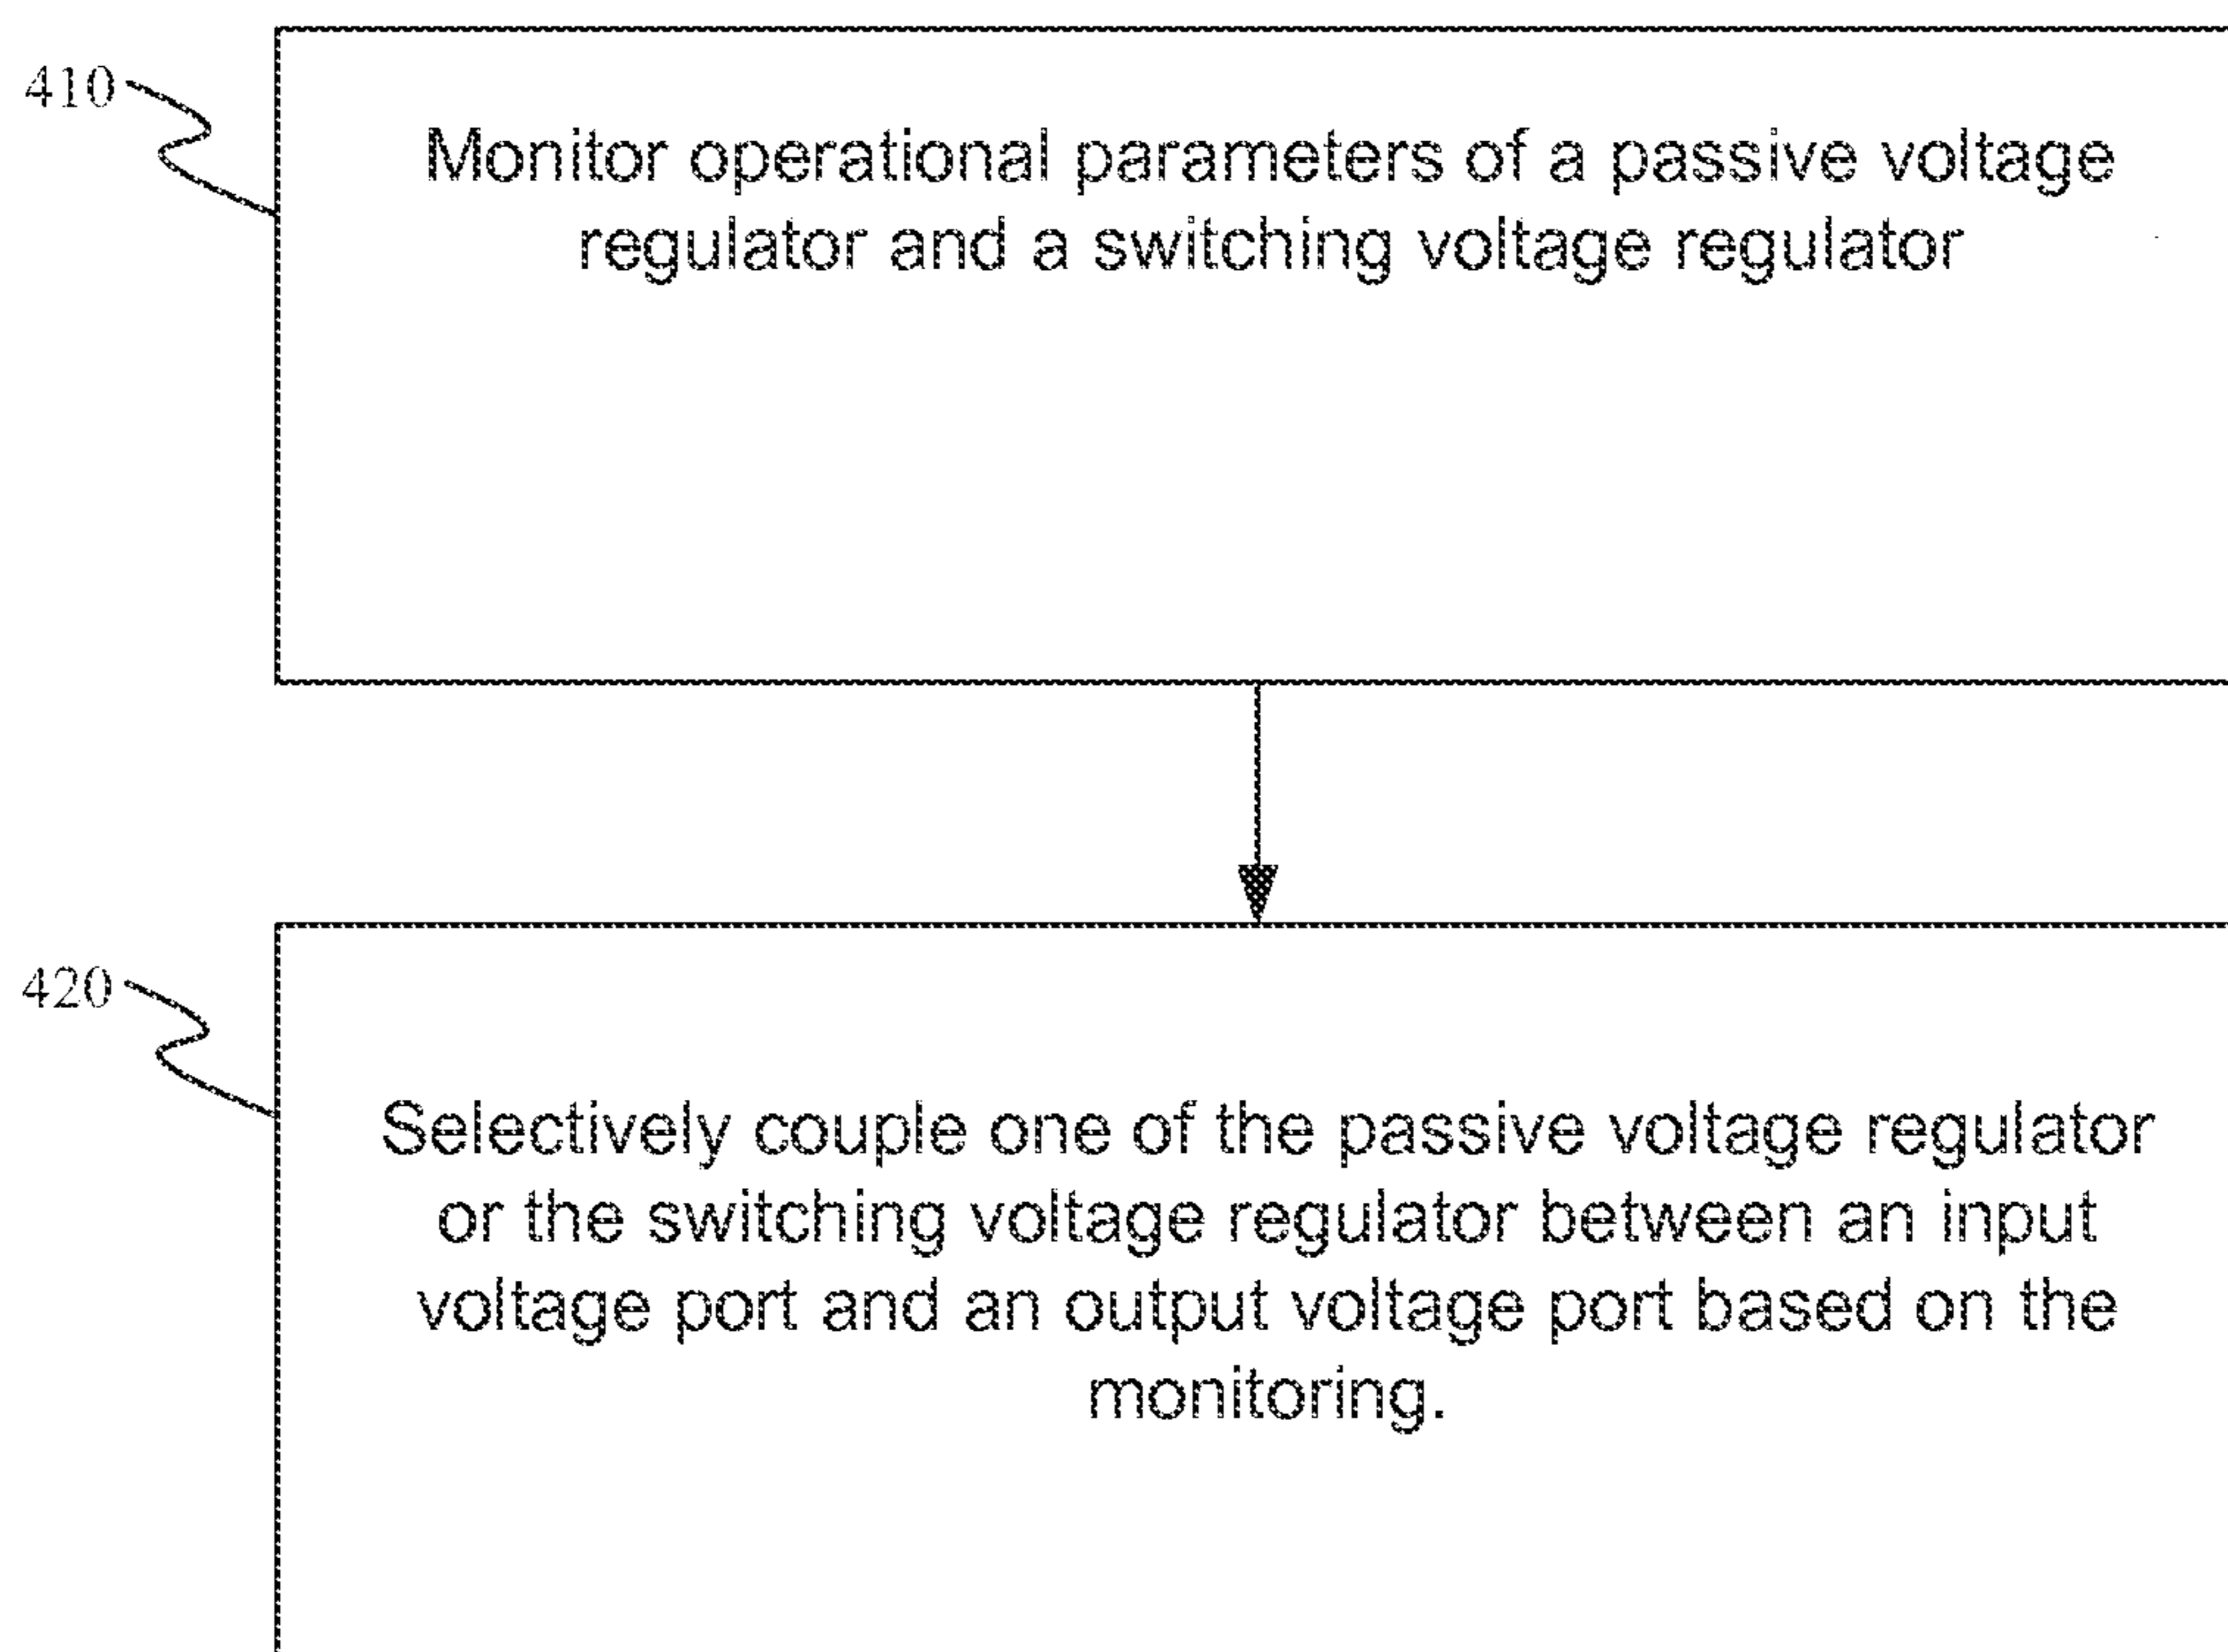 410
Monitor operational parameters of a passive voltage
regulator and a switching voltage regulator
420
Selectively couple one of the passive voltage regulator
or the switching voltage regulator between an input
voltage port and an output voltage port based on the
monitoring.